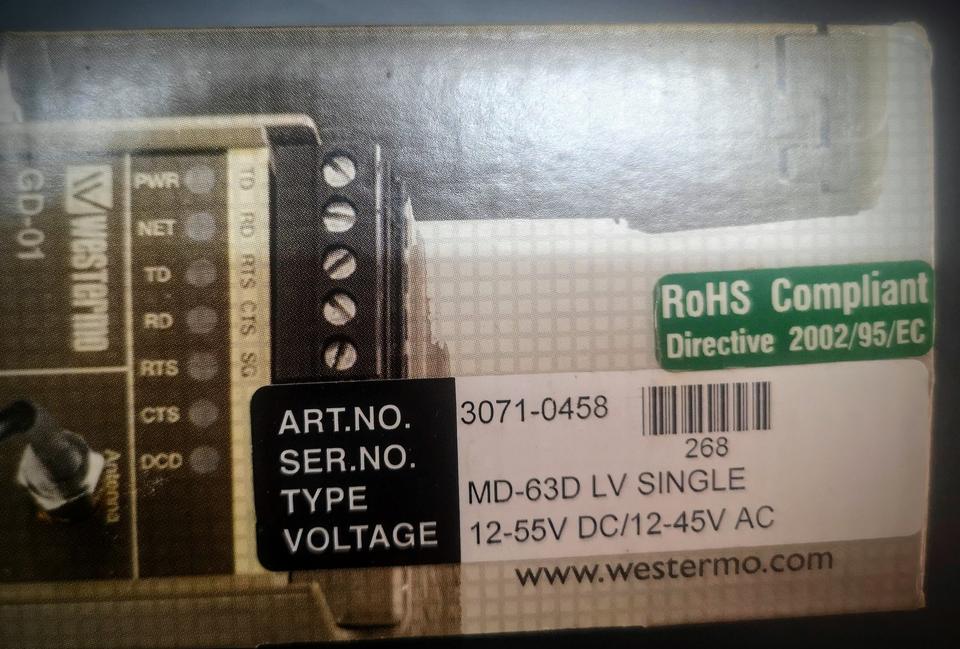 GD-01
Westermo
PWR
NET
TD
RD
RTS
CTS
DCD
TD RD RTS CTS SG
Antenna
RoHS Compliant
Directive 2002/95/EC
ART.NO. 3071-0458
SER.NO. 268
TYPE MD-63D LV SINGLE
VOLTAGE 12-55V DC/12-45V AC
www.westermo.com